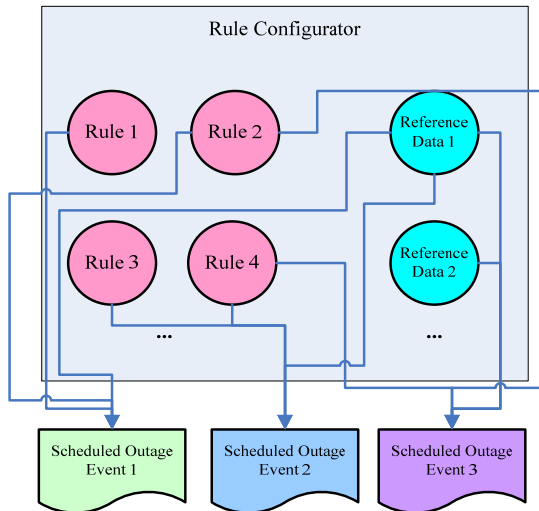 Rule Configurator
Rule 1
Rule 2
Reference
Data 1
Rule 3
Rule 4
Reference
Data 2
...
...
Scheduled Outage
Event 1
Scheduled Outage
Event 2
Scheduled Outage
Event 3